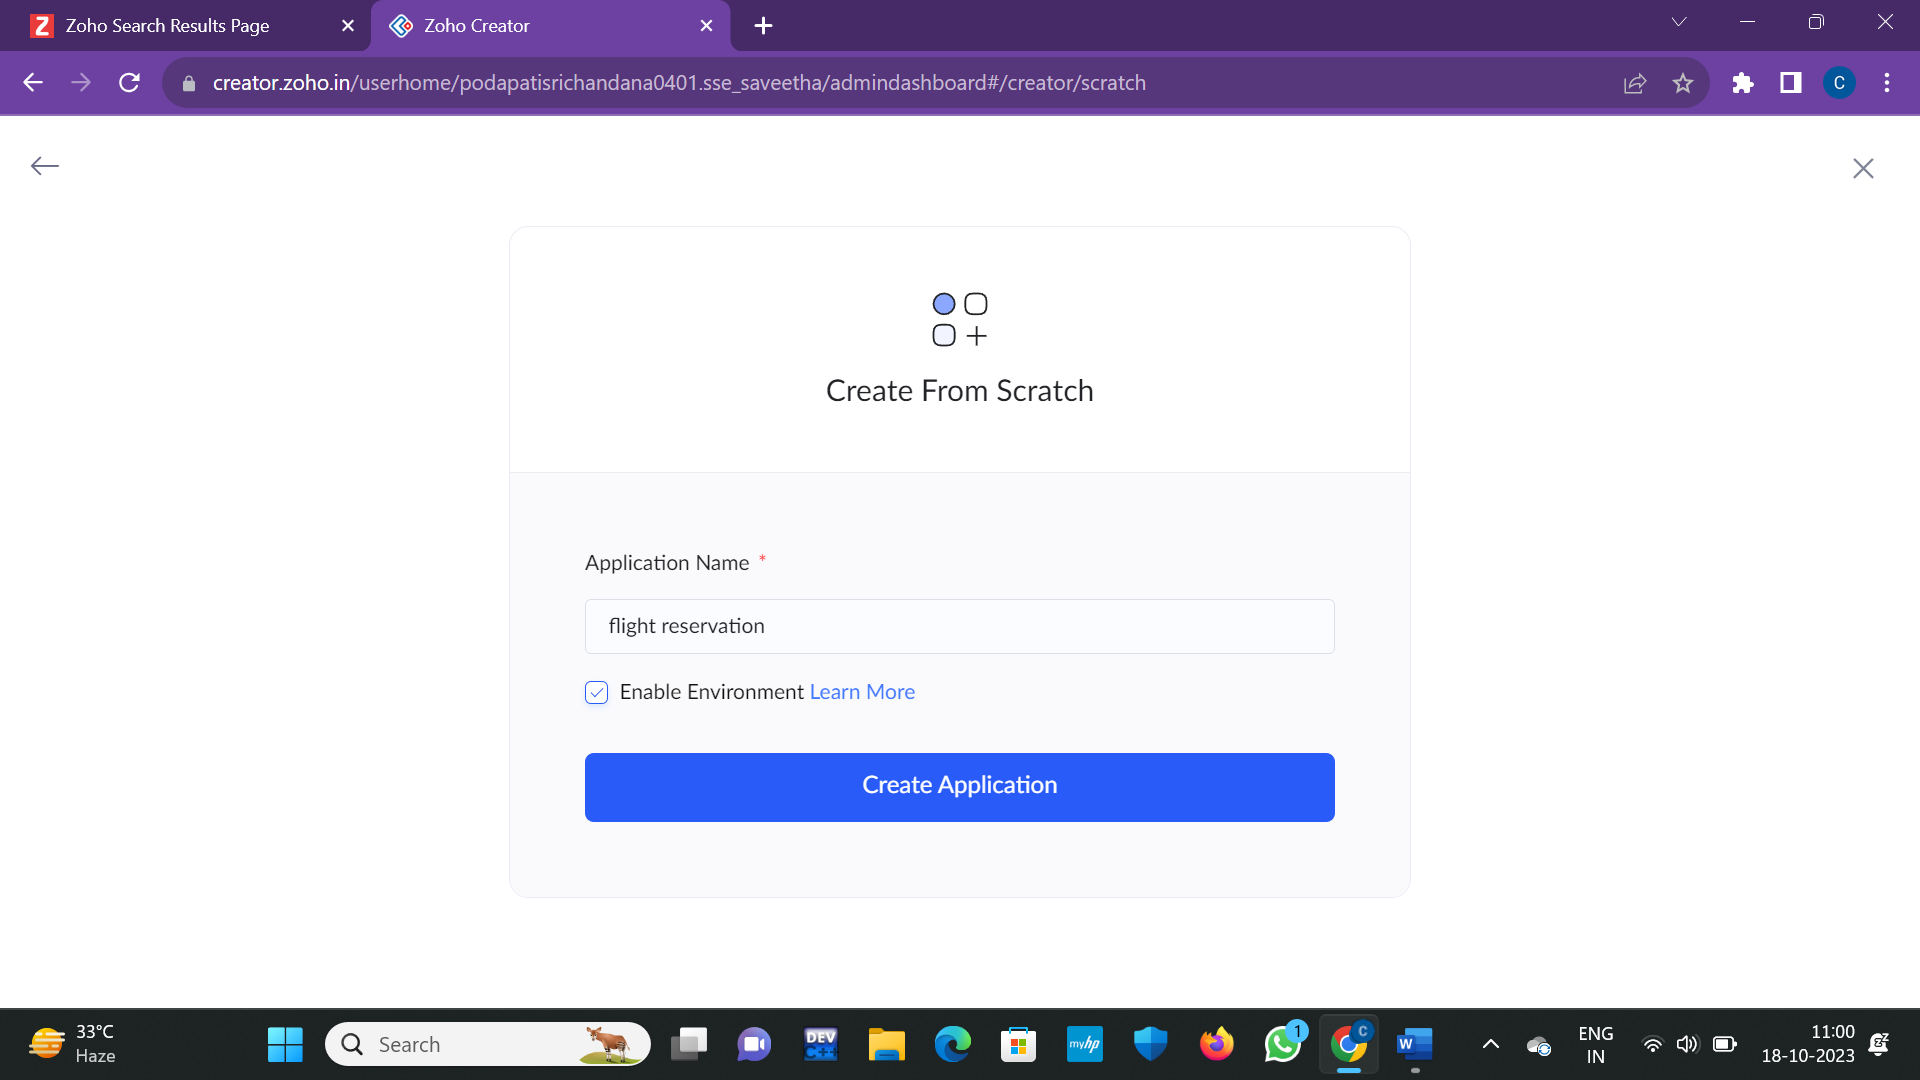 Zoho Search Results Page
Zoho Creator
creator.zoho.in/userhome/podapatisrichandana0401.sse_saveetha/admindashboard#/creator/scratch
C
Create From Scratch
Application Name *
flight reservation
Enable Environment Learn More
Create Application
33°C
Haze
Search
DEV
C++
myhp
1
C
W
ENG
IN
11:00
18-10-2023